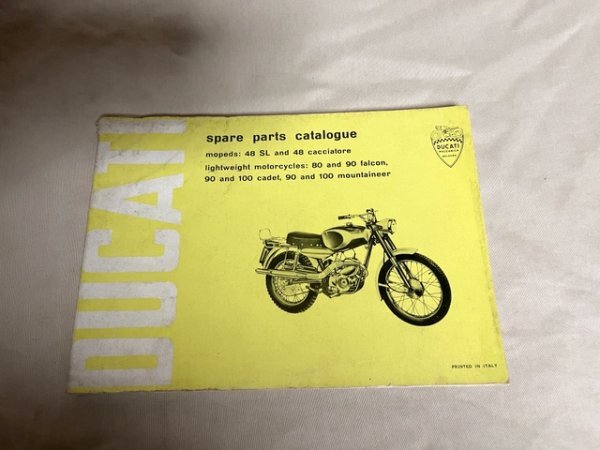 DUCATI
spare parts catalogue
mopeds: 48 SL and 48 cacciatore
lightweight motorcycles: 80 and 90 falcon,
90 and 100 cadet, 90 and 100 mountaineer
DUCATI
MECCANICA
PRINTED IN ITALY